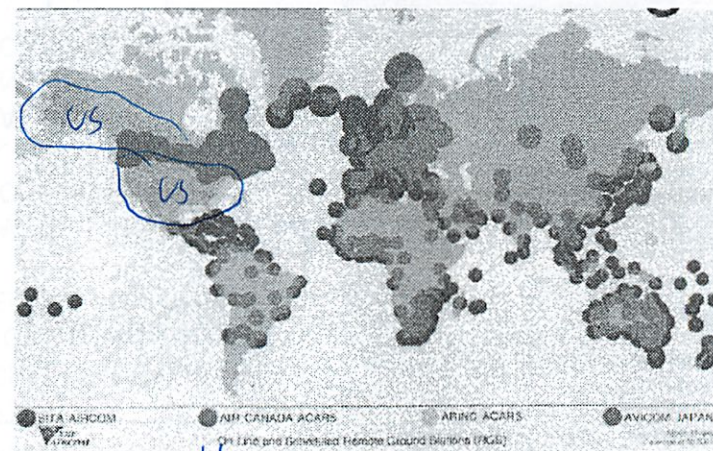 US
US
SITA AIRCOM AIR CANADA ACARS ARINC ACARS AVICOM JAPAN
On Line and Scheduled Remote Ground Stations (RGS)